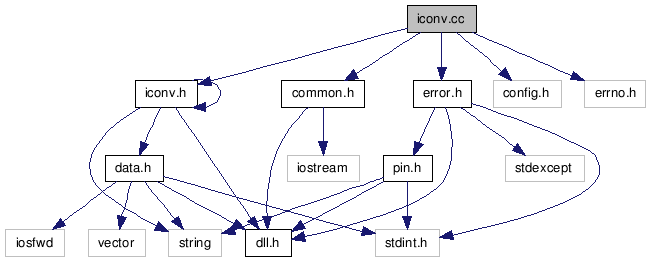 iconv.cc
iconv.h
common.h
error.h
config.h
errno.h
data.h
iostream
pin.h
stdexcept
iosfwd
vector
string
dll.h
stdint.h